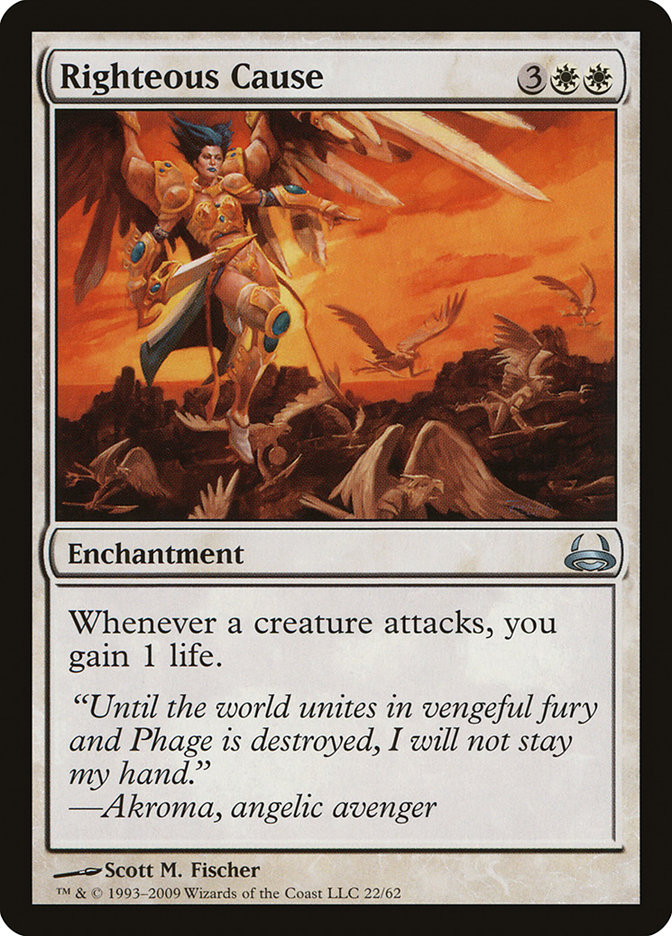 Righteous Cause 3
Enchantment
Whenever a creature attacks, you
gain 1 life.
“Until the world unites in vengeful fury
and Phage is destroyed, I will not stay
my hand.”
—Akroma, angelic avenger
Scott M. Fischer
™ & © 1993–2009 Wizards of the Coast LLC 22/62